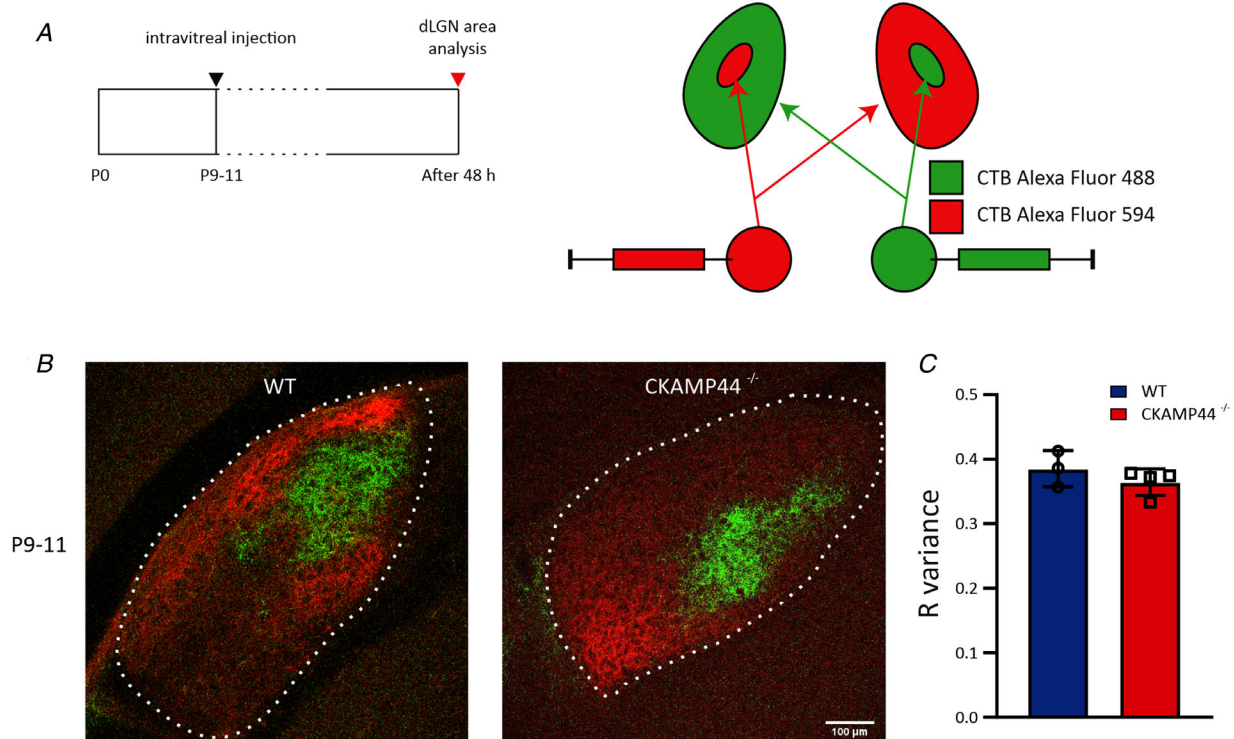 A
intravitreal injection
dLGN area
analysis
P0
P9-11
After 48 h
CTB Alexa Fluor 488
CTB Alexa Fluor 594
B
WT
CKAMP44 -/-
P9-11
100 µm
C
WT
CKAMP44 -/-
R variance
0.5
0.4
0.3
0.2
0.1
0.0